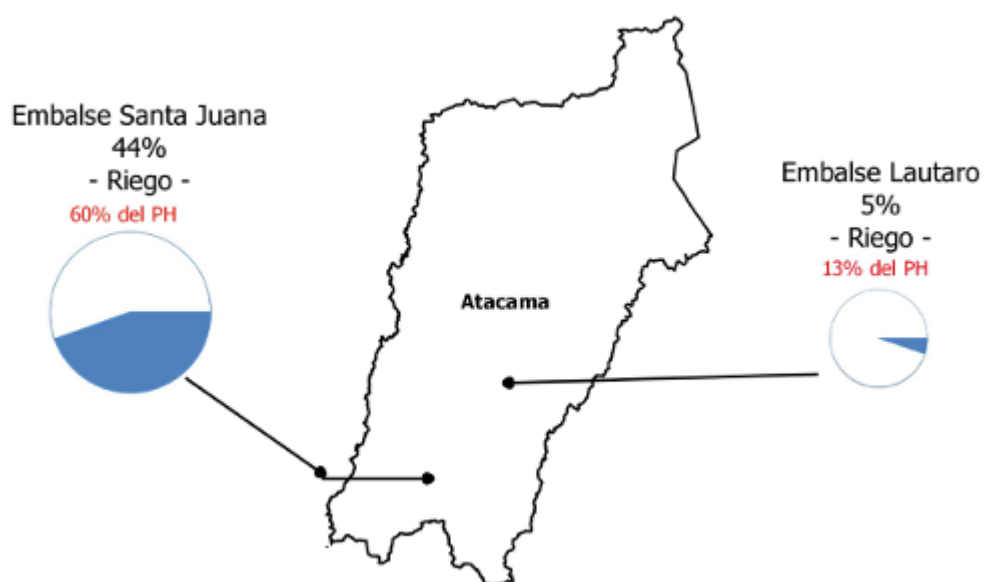 Embalse Santa Juana
44%
- Riego -
60% del PH
Embalse Lautaro
5%
- Riego -
13% del PH
Atacama